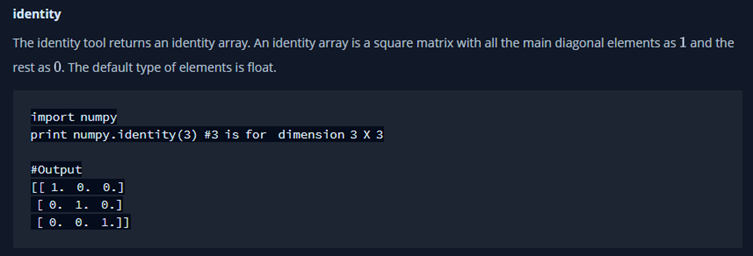 identity
The identity tool returns an identity array. An identity array is a square matrix with all the main diagonal elements as 1 and the
rest as 0. The default type of elements is float.
import numpy
print numpy.identity(3) #3 is for  dimension 3 X 3
#Output
[[ 1.  0.  0.]
 [ 0.  1.  0.]
 [ 0.  0.  1.]]